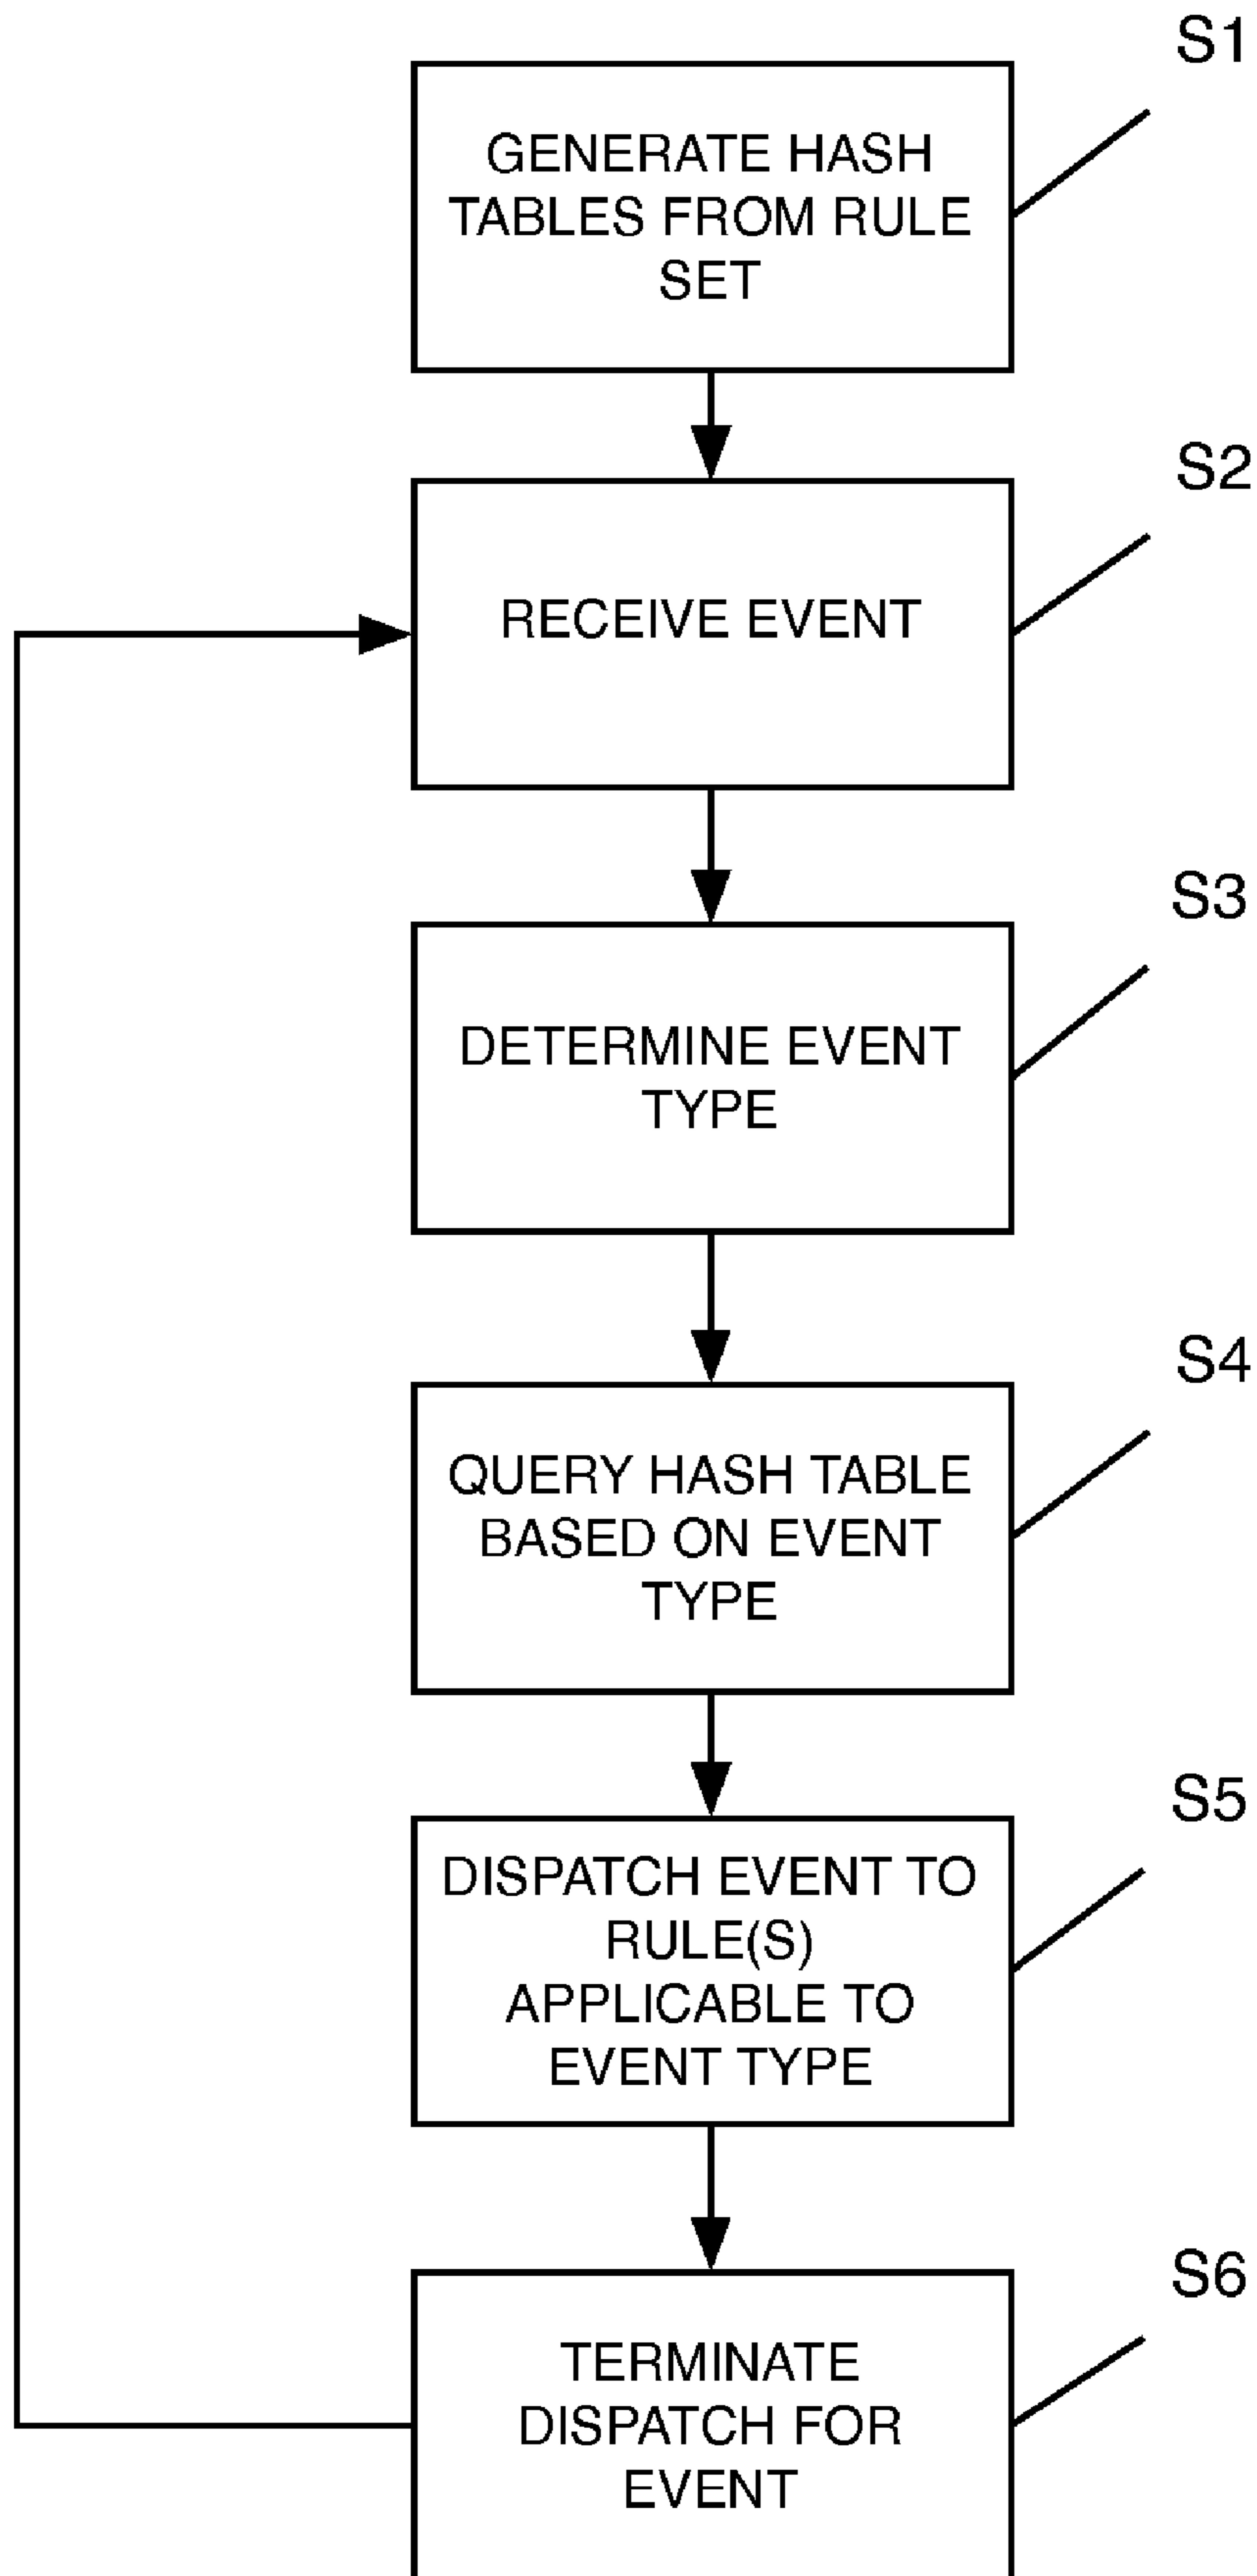 S1
GENERATE HASH
TABLES FROM RULE
SET
S2
RECEIVE EVENT
S3
DETERMINE EVENT
TYPE
S4
QUERY HASH TABLE
BASED ON EVENT
TYPE
S5
DISPATCH EVENT TO
RULE(S)
APPLICABLE TO
EVENT TYPE
S6
TERMINATE
DISPATCH FOR
EVENT